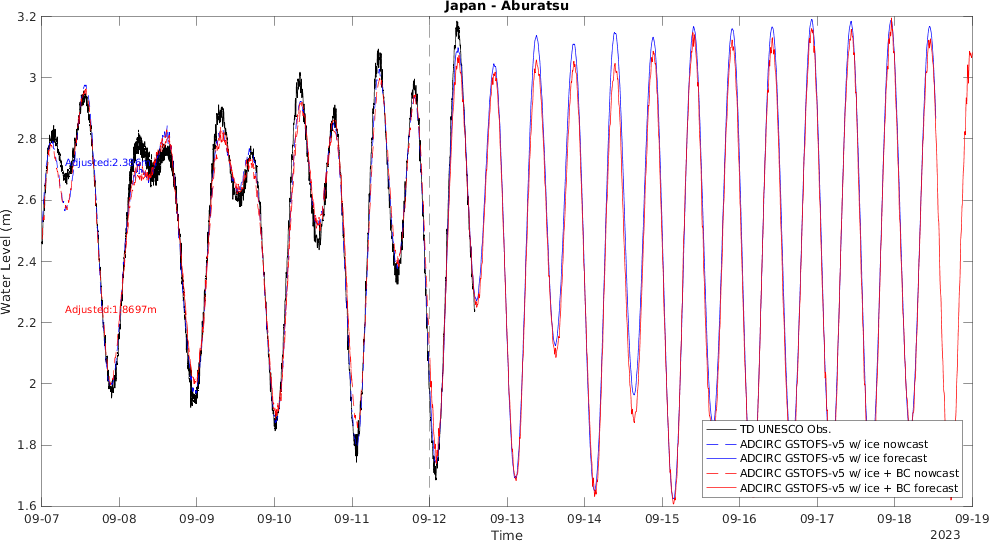 Japan - Aburatsu
Water Level (m)
3.2
3
2.8
2.6
2.4
2.2
2
1.8
1.6
Adjusted:1.8697m
TD UNESCO Obs.
ADCIRC GSTOFS-v5 w/ ice nowcast
ADCIRC GSTOFS-v5 w/ ice forecast
ADCIRC GSTOFS-v5 w/ ice + BC nowcast
ADCIRC GSTOFS-v5 w/ ice + BC forecast
09-07 09-08 09-09 09-10 09-11 09-12 09-13 09-14 09-15 09-16 09-17 09-18 09-19
Time
2023